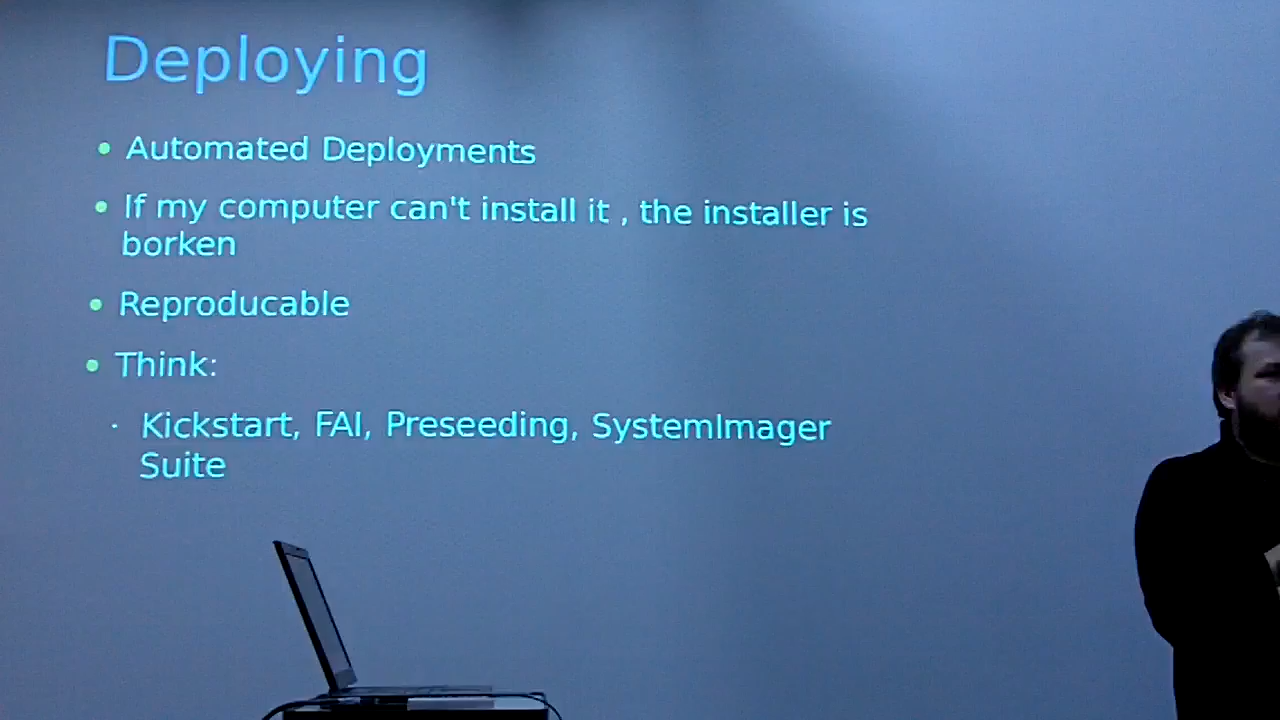 Deploying
• Automated Deployments
• If my computer can't install it , the installer is
borken
• Reproducable
• Think:
· Kickstart, FAI, Preseeding, SystemImager
Suite